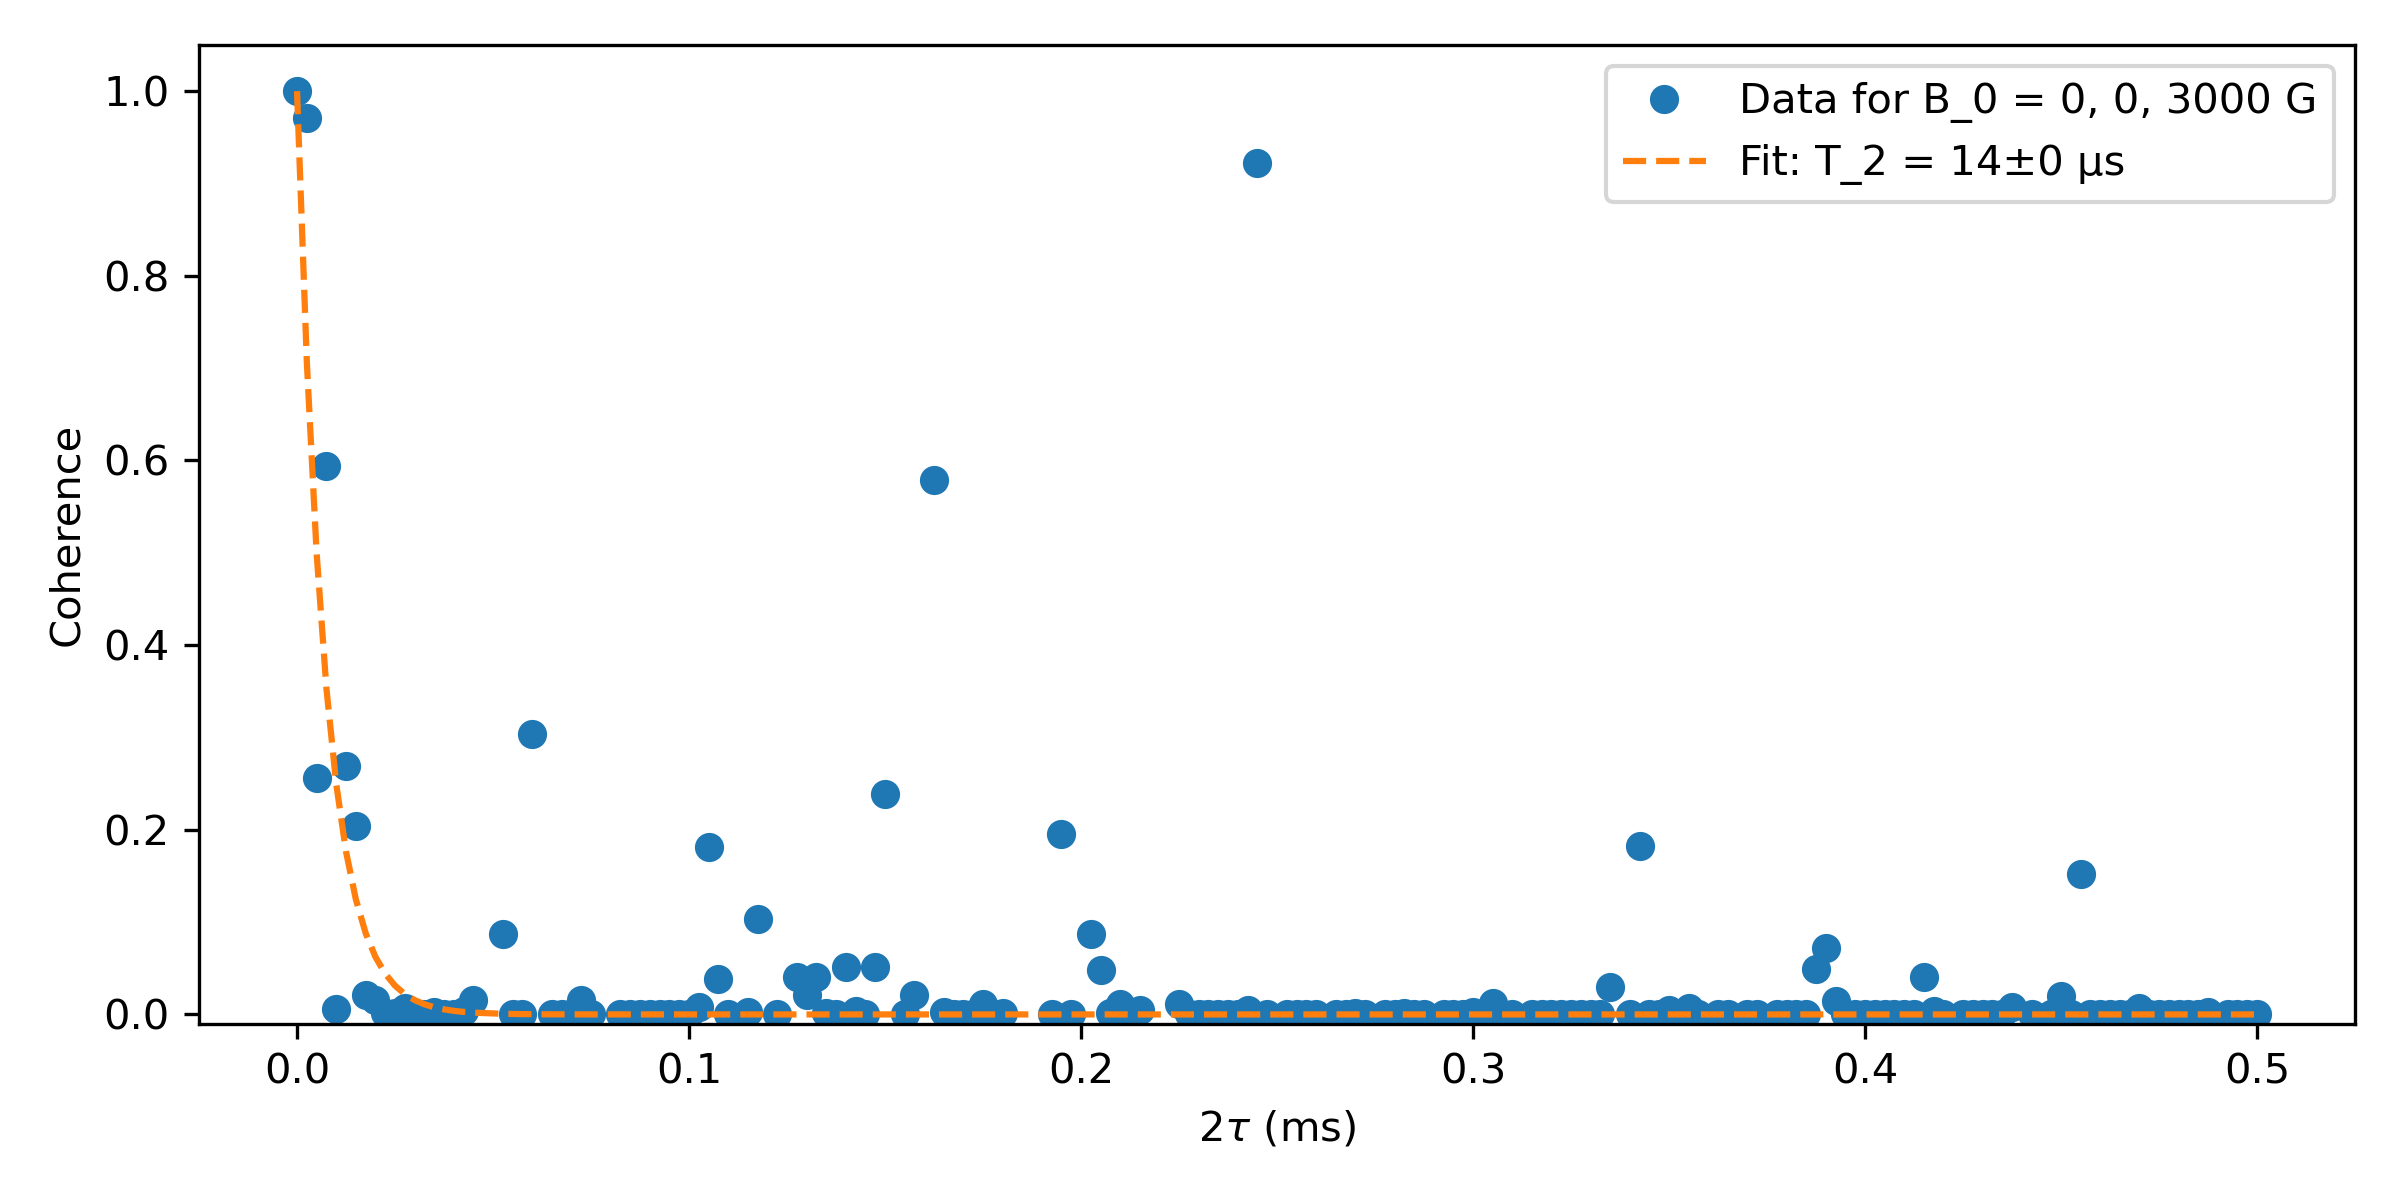 Data for B_0 = 0, 0, 3000 G
Fit: T_2 = 14±0 μs
1.0
0.8
0.6
0.4
0.2
0.0
Coherence
0.0 0.1 0.2 0.3 0.4 0.5
2τ (ms)